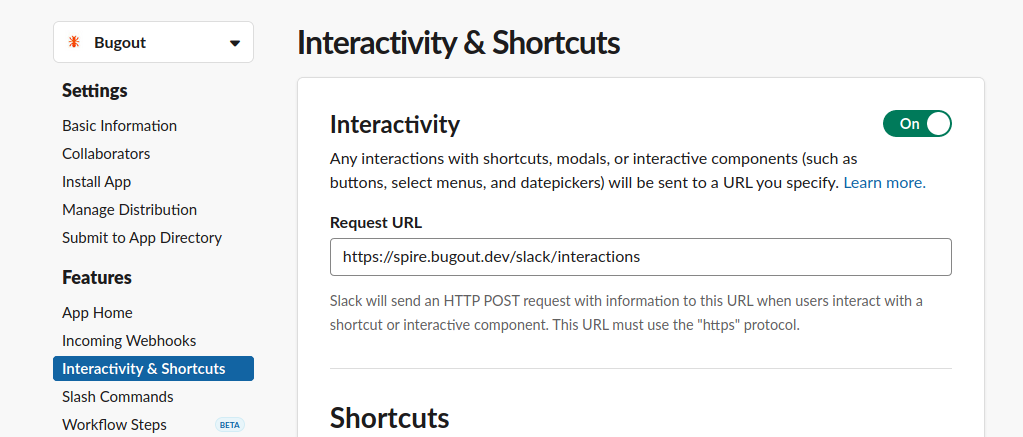 Bugout
Settings
Basic Information
Collaborators
Install App
Manage Distribution
Submit to App Directory
Features
App Home
Incoming Webhooks
Interactivity & Shortcuts
Slash Commands
Workflow Steps BETA
Interactivity & Shortcuts
Interactivity On
Any interactions with shortcuts, modals, or interactive components (such as
buttons, select menus, and datepickers) will be sent to a URL you specify. Learn more.
Request URL
https://spire.bugout.dev/slack/interactions
Slack will send an HTTP POST request with information to this URL when users interact with a
shortcut or interactive component. This URL must use the "https" protocol.
Shortcuts